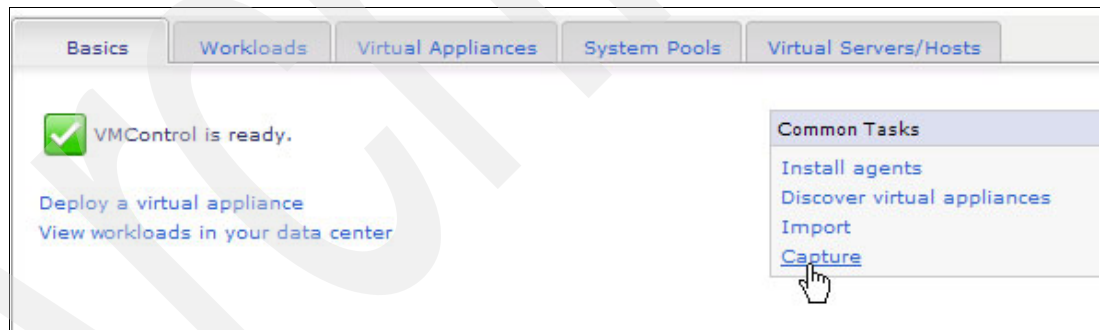 Basics Workloads Virtual Appliances System Pools Virtual Servers/Hosts
VMControl is ready.
Deploy a virtual appliance
View workloads in your data center
Common Tasks
Install agents
Discover virtual appliances
Import
Capture